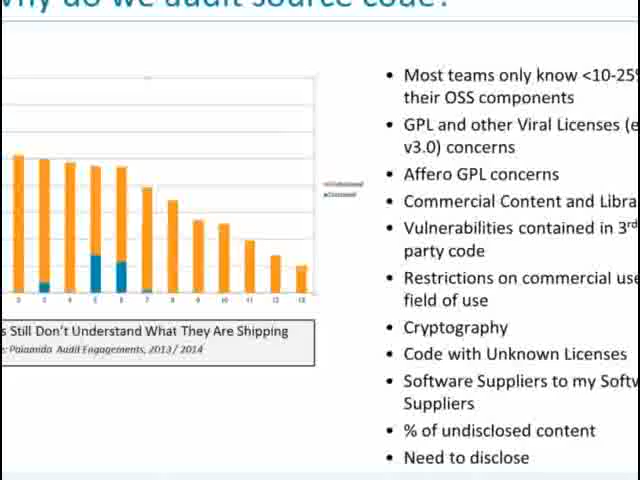 why do we audit source code?
• Most teams only know <10-25%
their OSS components
• GPL and other Viral Licenses (e
v3.0) concerns
• Affero GPL concerns
• Commercial Content and Libra
• Vulnerabilities contained in 3rd
party code
• Restrictions on commercial use
field of use
• Cryptography
• Code with Unknown Licenses
• Software Suppliers to my Softw
Suppliers
• % of undisclosed content
• Need to disclose
2 3 4 5 6 7 8 9 10 11 12 13
s Still Don't Understand What They Are Shipping
e: Palamida Audit Engagements, 2013/ 2014